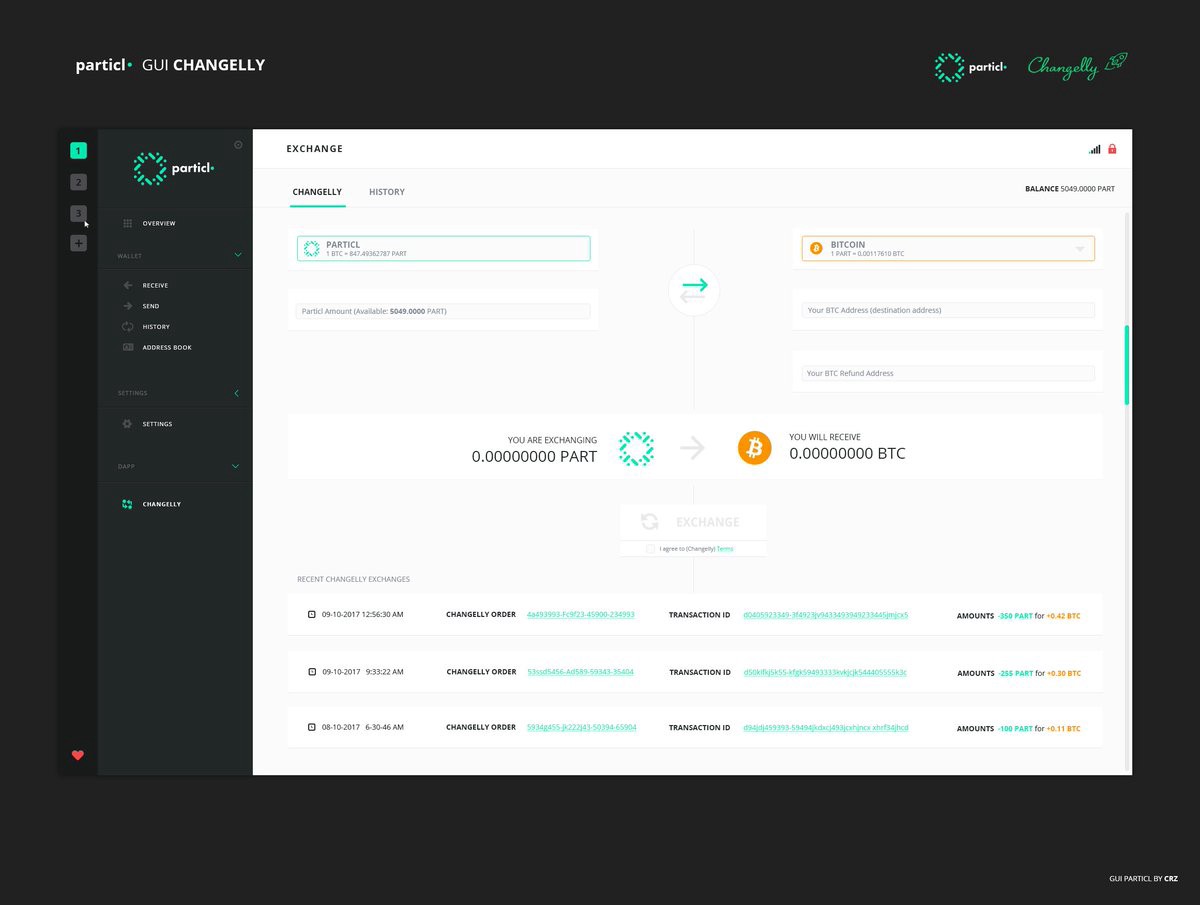 particl· GUI CHANGELLY
particl·
Changelly
1
2
3
+
particl·
OVERVIEW
WALLET
RECEIVE
SEND
HISTORY
ADDRESS BOOK
SETTINGS
SETTINGS
DAPP
CHANGELLY
EXCHANGE
CHANGELLY HISTORY
BALANCE 5049.0000 PART
PARTICL
1 BTC = 847.49362787 PART
BITCOIN
1 PART = 0.00117610 BTC
Particl Amount (Available: 5049.0000 PART)
Your BTC Address (destination address)
Your BTC Refund Address
YOU ARE EXCHANGING
0.00000000 PART
YOU WILL RECEIVE
0.00000000 BTC
EXCHANGE
I agree to (Changelly) Terms
RECENT CHANGELLY EXCHANGES
09-10-2017 12:56:30 AM CHANGELLY ORDER 4a493993-Fc9f23-45900-234993 TRANSACTION ID AMOUNTS -350 PART for +0.42 BTC
09-10-2017 9:33:22 AM CHANGELLY ORDER 53ssd5456-Ad589-59343-35404 TRANSACTION ID AMOUNTS -255 PART for +0.30 BTC
08-10-2017 6-30-46 AM CHANGELLY ORDER 5934g455-jk222j43-50394-65904 TRANSACTION ID AMOUNTS -100 PART for +0.11 BTC
GUI PARTICL BY CRZ